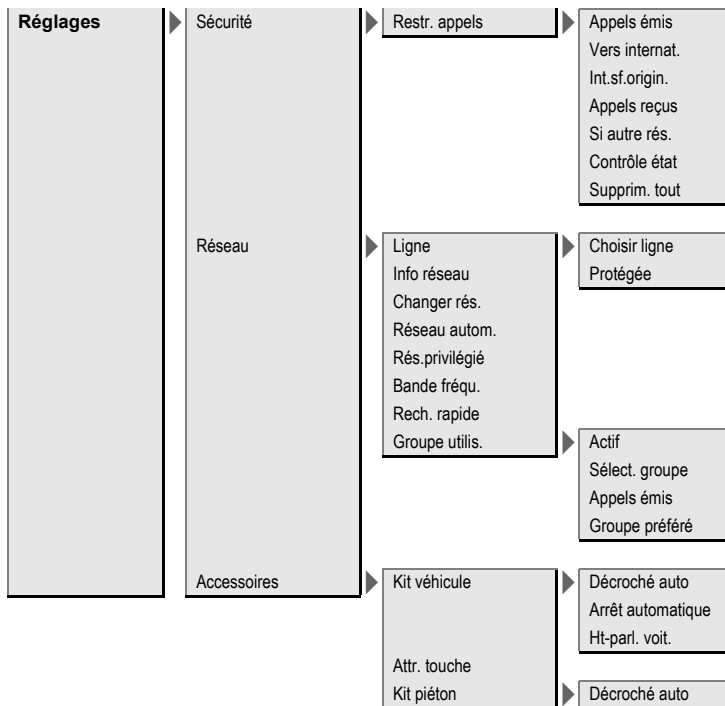 Réglages Sécurité Restr. appels Appels émis
Vers internat.
Int.sf.origin.
Appels reçus
Si autre rés.
Contrôle état
Supprim. tout
Réseau Ligne Choisir ligne
Info réseau Protégée
Changer rés.
Réseau autom.
Rés.privilégié
Bande fréqu.
Rech. rapide
Groupe utilis. Actif
Sélect. groupe
Appels émis
Groupe préféré
Accessoires Kit véhicule Décroché auto
Arrêt automatique
Ht-parl. voit.
Attr. touche
Kit piéton Décroché auto